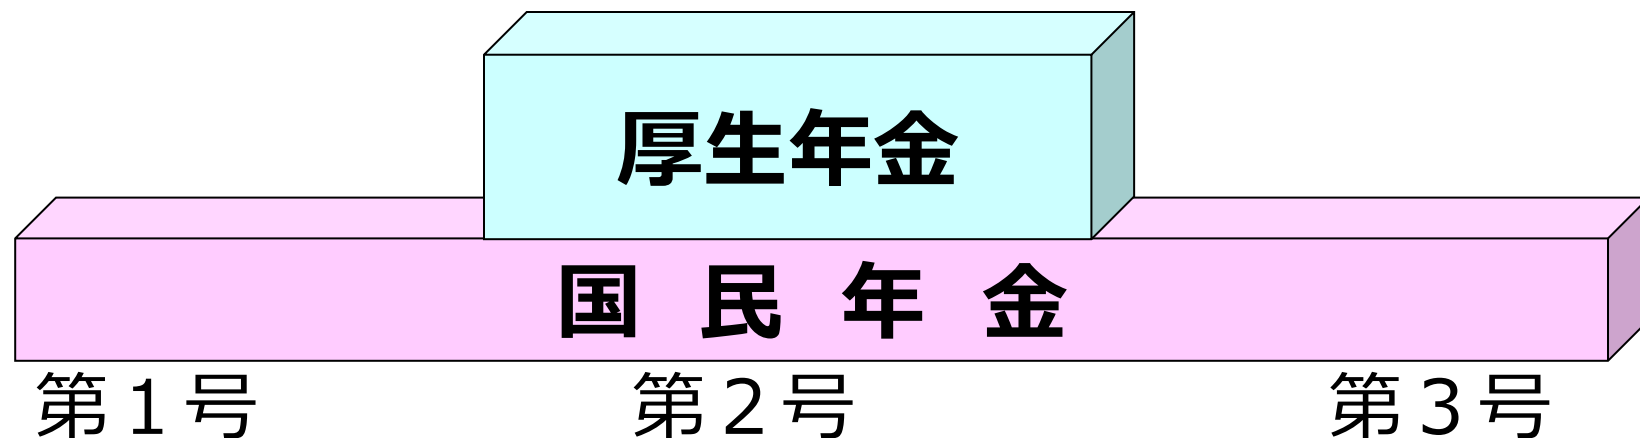 厚生年金
国 民 年 金
第１号
第２号
第３号